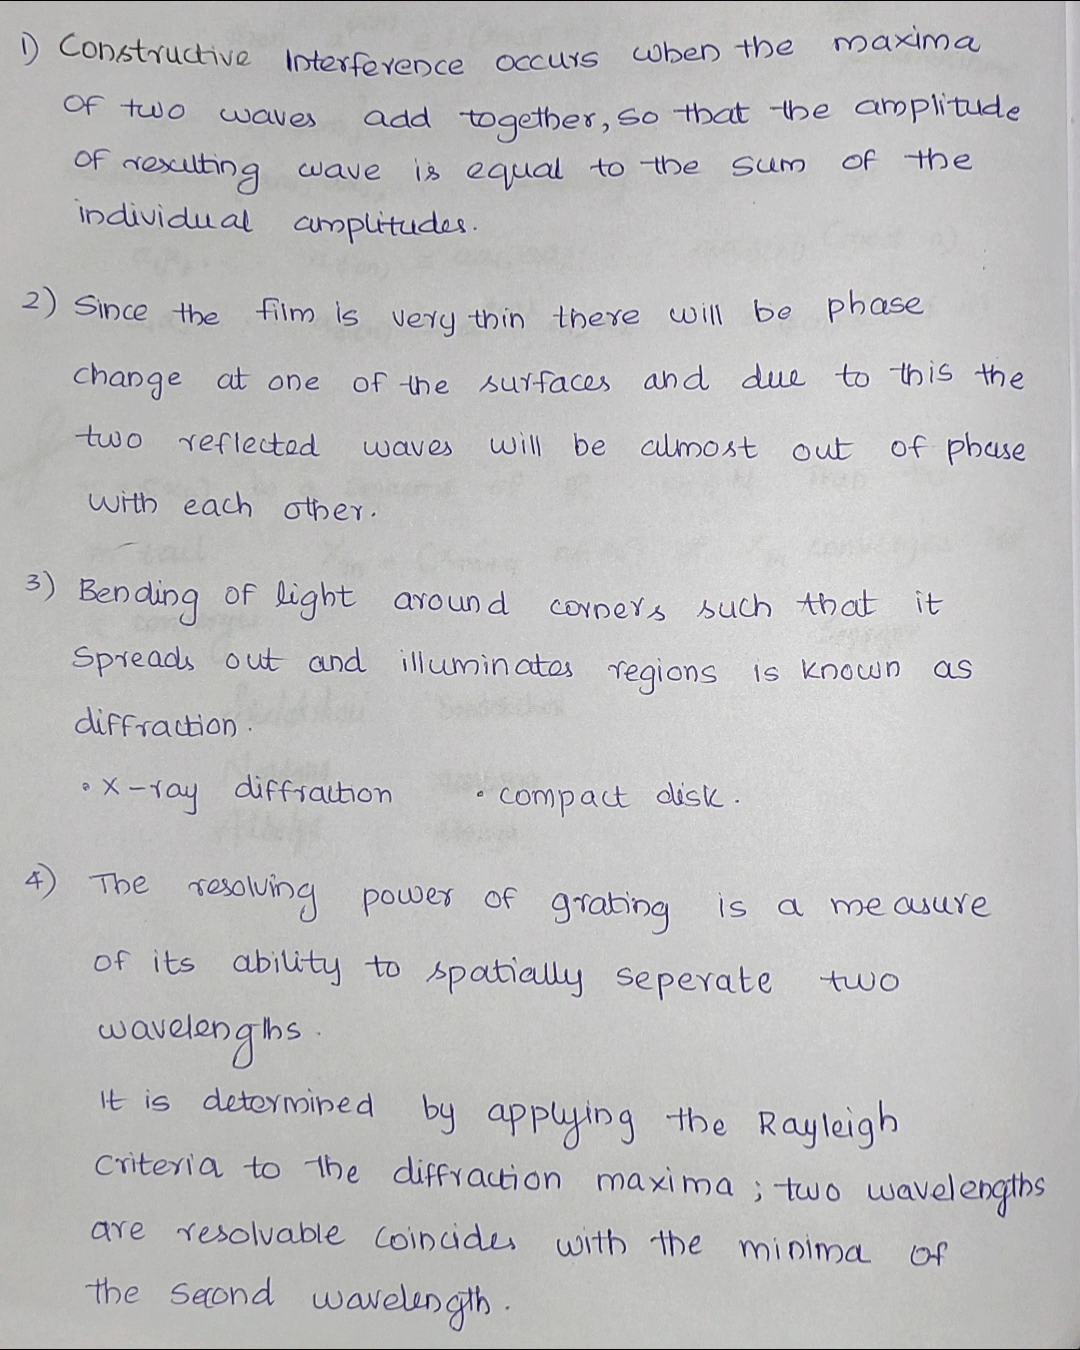 1) Constructive Interference occurs when the maxima
of two waves add together, so that the amplitude
of resulting wave is equal to the sum of the
individual amplitudes.
2) Since the film is very thin there will be phase
change at one of the surfaces and due to this the
two reflected waves will be almost out of phase
with each other.
3) Bending of light around corners such that it
spreads out and illuminates regions is known as
diffraction.
• X-ray diffraction • compact disk.
4) The resolving power of grating is a measure
of its ability to spatially seperate two
wavelengths.
It is determined by applying the Rayleigh
criteria to the diffraction maxima; two wavelengths
are resolvable coincides with the minima of
the second wavelength.